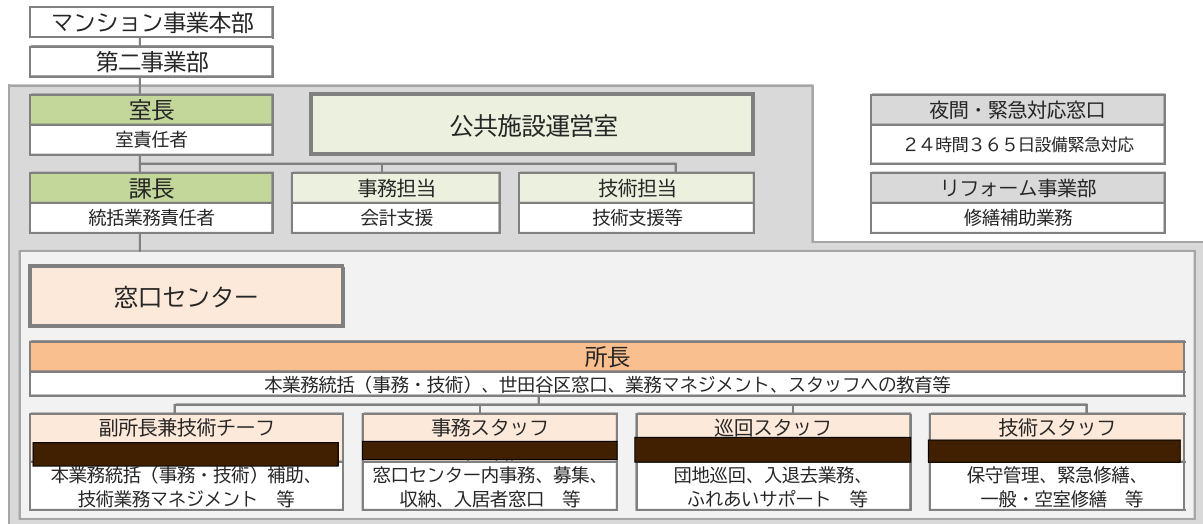 マンション事業本部
第二事業部
室長
室責任者
公共施設運営室
夜間・緊急対応窓口
２４時間３６５日設備緊急対応
課長
統括業務責任者
事務担当
会計支援
技術担当
技術支援等
リフォーム事業部
修繕補助業務
窓口センター
所長
本業務統括（事務・技術）、世田谷区窓口、業務マネジメント、スタッフへの教育等
副所長兼技術チーフ
本業務統括（事務・技術）補助、
技術業務マネジメント　等
事務スタッフ
窓口センター内事務、募集、
収納、入居者窓口　等
巡回スタッフ
団地巡回、入退去業務、
ふれあいサポート　等
技術スタッフ
保守管理、緊急修繕、
一般・空室修繕　等